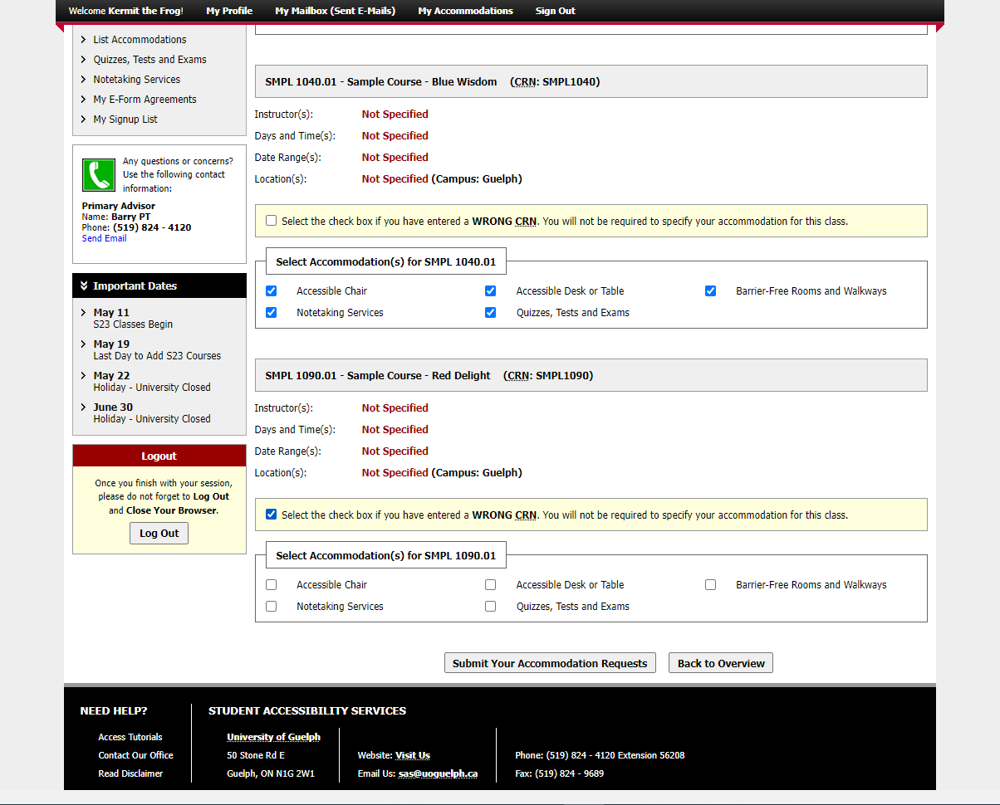 Welcome Kermit the Frog! My Profile My Mailbox (Sent E-Mails) My Accommodations Sign Out
List Accommodations
Quizzes, Tests and Exams
Notetaking Services
My E-Form Agreements
My Signup List
Any questions or concerns?
Use the following contact
information:
Primary Advisor
Name: Barry PT
Phone: (519) 824 - 4120
Send Email
Important Dates
May 11
S23 Classes Begin
May 19
Last Day to Add S23 Courses
May 22
Holiday - University Closed
June 30
Holiday - University Closed
Logout
Once you finish with your session,
please do not forget to Log Out
and Close Your Browser.
Log Out
SMPL 1040.01 - Sample Course - Blue Wisdom (CRN: SMPL1040)
Instructor(s): Not Specified
Days and Time(s): Not Specified
Date Range(s): Not Specified
Location(s): Not Specified (Campus: Guelph)
Select the check box if you have entered a WRONG CRN. You will not be required to specify your accommodation for this class.
Select Accommodation(s) for SMPL 1040.01
Accessible Chair Accessible Desk or Table Barrier-Free Rooms and Walkways
Notetaking Services Quizzes, Tests and Exams
SMPL 1090.01 - Sample Course - Red Delight (CRN: SMPL1090)
Instructor(s): Not Specified
Days and Time(s): Not Specified
Date Range(s): Not Specified
Location(s): Not Specified (Campus: Guelph)
Select the check box if you have entered a WRONG CRN. You will not be required to specify your accommodation for this class.
Select Accommodation(s) for SMPL 1090.01
Accessible Chair Accessible Desk or Table Barrier-Free Rooms and Walkways
Notetaking Services Quizzes, Tests and Exams
Submit Your Accommodation Requests Back to Overview
NEED HELP?
Access Tutorials
Contact Our Office
Read Disclaimer
STUDENT ACCESSIBILITY SERVICES
University of Guelph
50 Stone Rd E
Guelph, ON N1G 2W1
Website: Visit Us
Email Us: sas@uoguelph.ca
Phone: (519) 824 - 4120 Extension 56208
Fax: (519) 824 - 9689